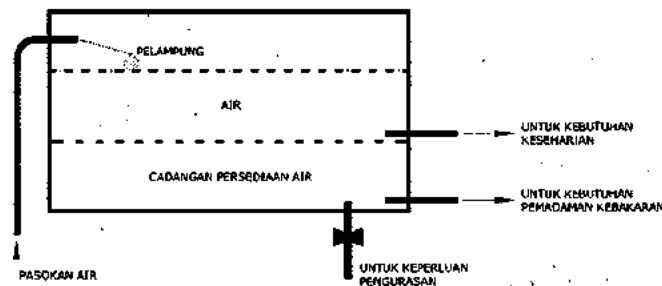 PELAMPUNG
AIR
UNTUK KEBUTUHAN
KESEHARIAN
CADANGAN PERSEDIAAN AIR
UNTUK KEBUTUHAN
PEMADAMAN KEBAKARAN
PASOKAN AIR
UNTUK KEPERLUAN
PENGURASAN